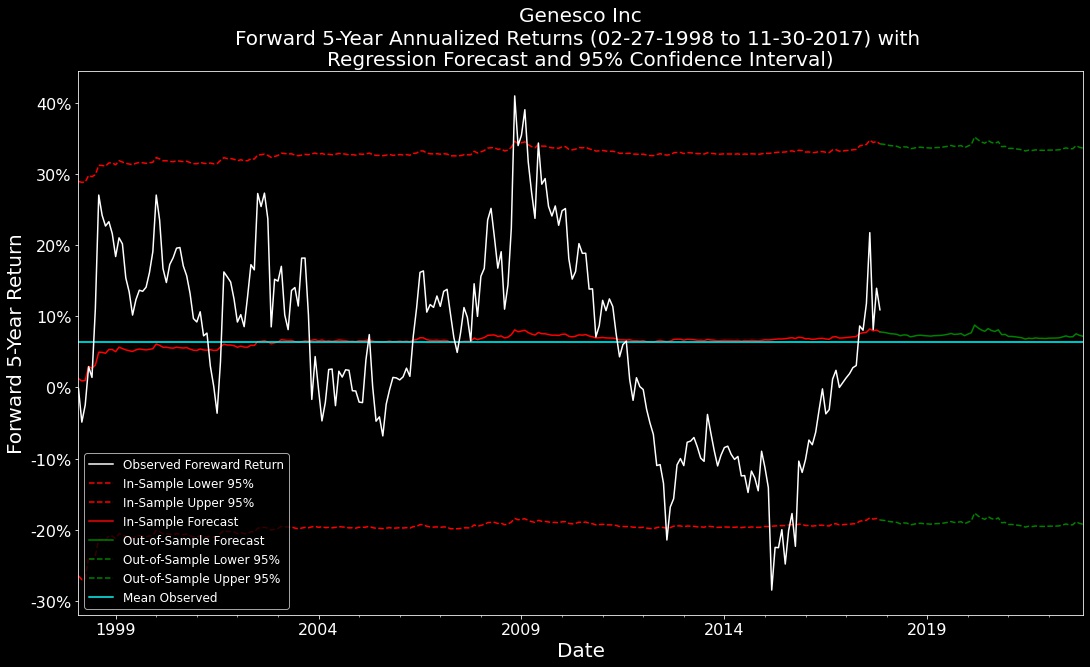 Genesco Inc
Forward 5-Year Annualized Returns (02-27-1998 to 11-30-2017) with
Regression Forecast and 95% Confidence Interval)
Forward 5-Year Return
40%
30%
20%
10%
0%
-10%
-20%
-30%
Observed Foreward Return
In-Sample Lower 95%
In-Sample Upper 95%
In-Sample Forecast
Out-of-Sample Forecast
Out-of-Sample Lower 95%
Out-of-Sample Upper 95%
Mean Observed
1999
2004
2009
2014
2019
Date